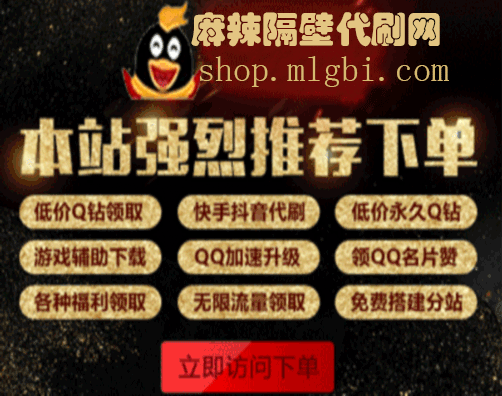 麻辣隔壁代刷网
shop.mlgbi.com
本站强烈推荐下单
低价Q钻领取 快手抖音代刷 低价永久Q钻
游戏辅助下载 QQ加速升级 领QQ名片赞
各种福利领取 无限流量领取 免费搭建分站
立即访问下单